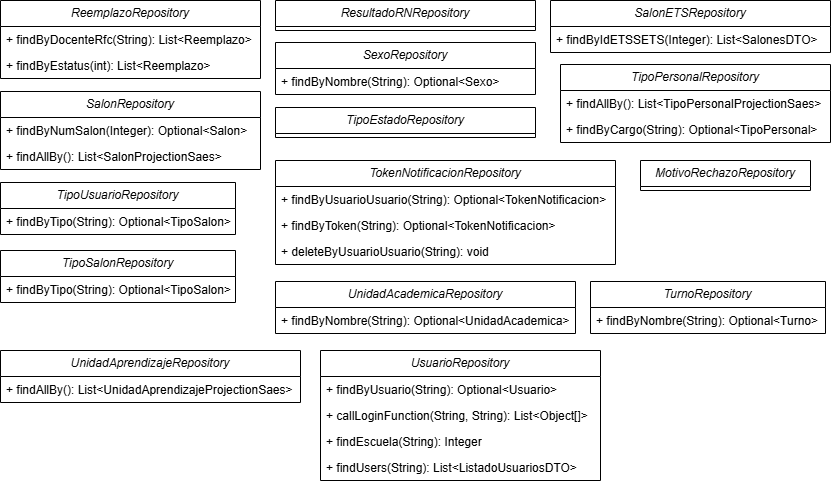 ReemplazoRepository
+ findByDocenteRfc(String): List<Reemplazo>
+ findByEstatus(int): List<Reemplazo>
ResultadoRNRepository
SalonETSRepository
+ findByIdETSSETS(Integer): List<SalonesDTO>
SexoRepository
+ findByNombre(String): Optional<Sexo>
TipoPersonalRepository
+ findAllBy(): List<TipoPersonalProjectionSaes>
+ findByCargo(String): Optional<TipoPersonal>
SalonRepository
+ findByNumSalon(Integer): Optional<Salon>
+ findAllBy(): List<SalonProjectionSaes>
TipoEstadoRepository
TokenNotificacionRepository
+ findByUsuarioUsuario(String): Optional<TokenNotificacion>
+ findByToken(String): Optional<TokenNotificacion>
+ deleteByUsuarioUsuario(String): void
MotivoRechazoRepository
TipoUsuarioRepository
+ findByTipo(String): Optional<TipoSalon>
TipoSalonRepository
+ findByTipo(String): Optional<TipoSalon>
UnidadAcademicaRepository
+ findByNombre(String): Optional<UnidadAcademica>
TurnoRepository
+ findByNombre(String): Optional<Turno>
UnidadAprendizajeRepository
+ findAllBy(): List<UnidadAprendizajeProjectionSaes>
UsuarioRepository
+ findByUsuario(String): Optional<Usuario>
+ callLoginFunction(String, String): List<Object[]>
+ findEscuela(String): Integer
+ findUsers(String): List<ListadoUsuariosDTO>